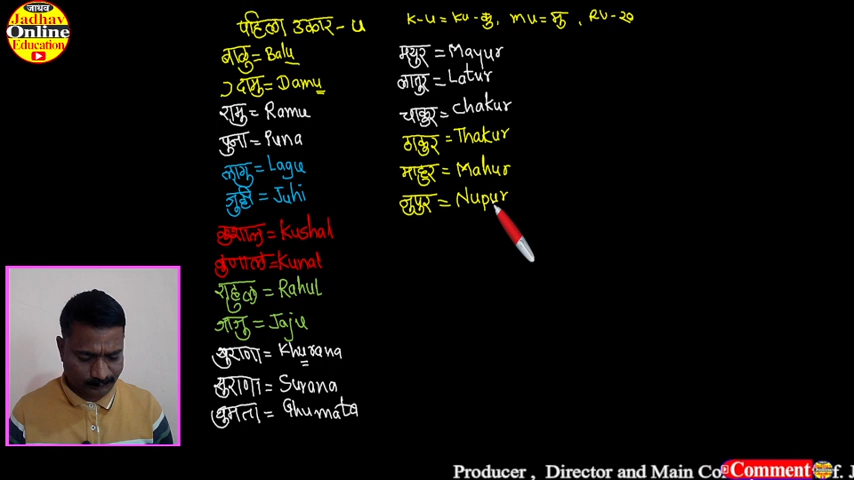 जाधव
Jadhav
Online
Education
पहिला उकार - u
K-U = KU - कु, MU = मु, RU - रु
बाळु = Balu
दामु = Damu
रामु = Ramu
पुना = Puna
लागु = Lagu
जुही = Juhi
कुशाल = Kushal
कुणाल = Kunal
राहुल = Rahul
जाजु = Jaju
खुराणा = Khurana
सुराणा = Surana
घुमता = Ghumata
मयुर = Mayur
लातुर = Latur
चाकुर = Chakur
ठाकुर = Thakur
माहुर = Mahur
नुपुर = Nupur
Producer , Director and Main Co
Comment
f. J